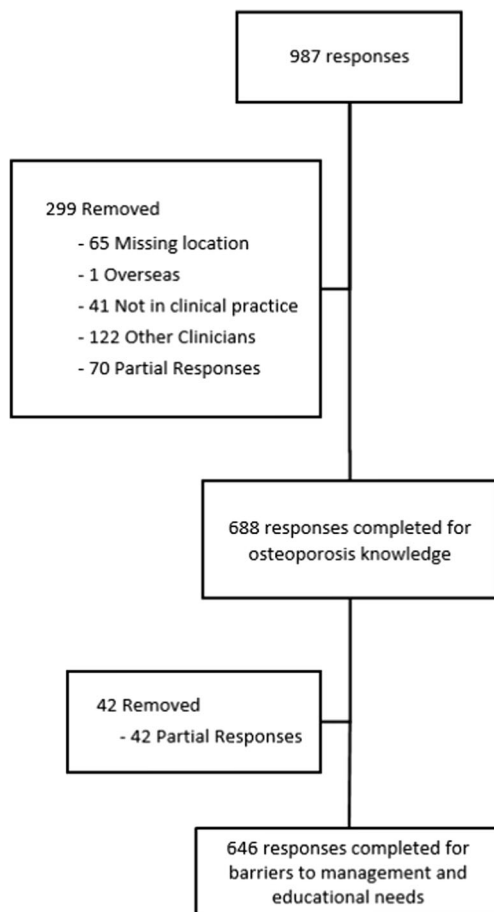 987 responses
299 Removed
- 65 Missing location
- 1 Overseas
- 41 Not in clinical practice
- 122 Other Clinicians
- 70 Partial Responses
688 responses completed for
osteoporosis knowledge
42 Removed
- 42 Partial Responses
646 responses completed for
barriers to management and
educational needs